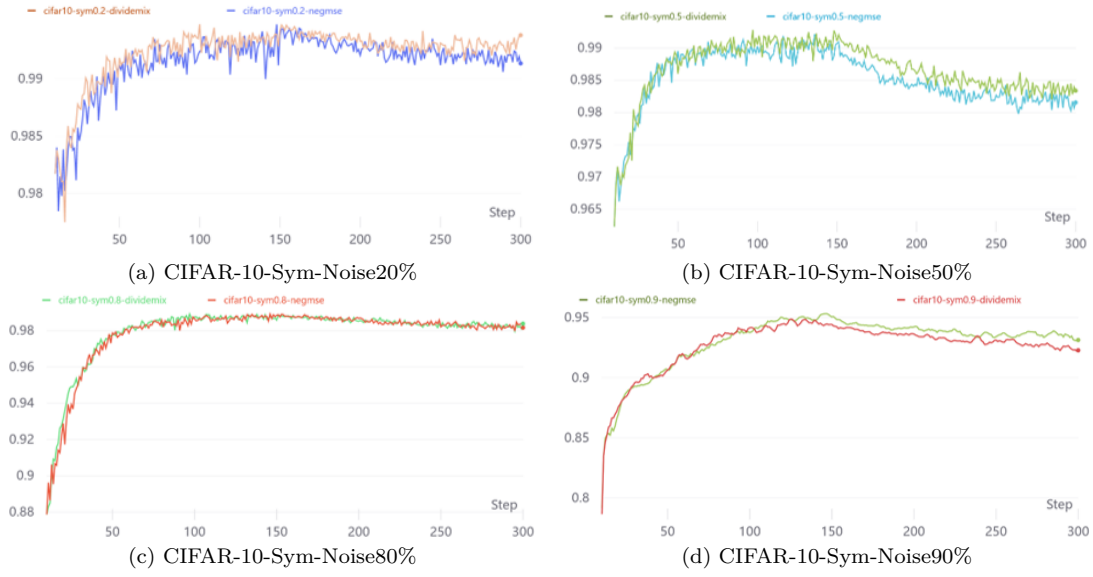 cifar10-sym0.2-dividemix cifar10-sym0.2-negmse
0.99
0.985
0.98
Step
50 100 150 200 250 300
(a) CIFAR-10-Sym-Noise20%
cifar10-sym0.5-dividemix cifar10-sym0.5-negmse
0.99
0.985
0.98
0.975
0.97
0.965
Step
50 100 150 200 250 300
(b) CIFAR-10-Sym-Noise50%
cifar10-sym0.8-dividemix cifar10-sym0.8-negmse
0.98
0.96
0.94
0.92
0.9
0.88
Step
50 100 150 200 250 300
(c) CIFAR-10-Sym-Noise80%
cifar10-sym0.9-negmse cifar10-sym0.9-dividemix
0.95
0.9
0.85
0.8
Step
50 100 150 200 250 300
(d) CIFAR-10-Sym-Noise90%